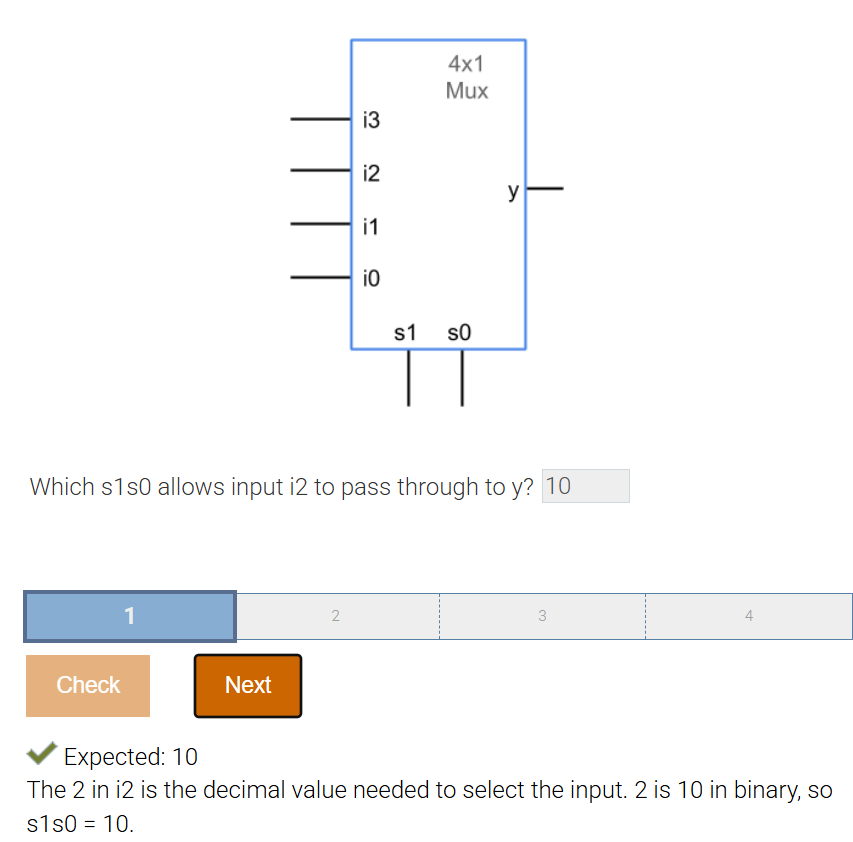 4x1
Mux
i3
i2
y
i1
i0
s1 s0
Which s1s0 allows input i2 to pass through to y? 10
1 2 3 4
Check Next
Expected: 10
The 2 in i2 is the decimal value needed to select the input. 2 is 10 in binary, so
s1s0 = 10.